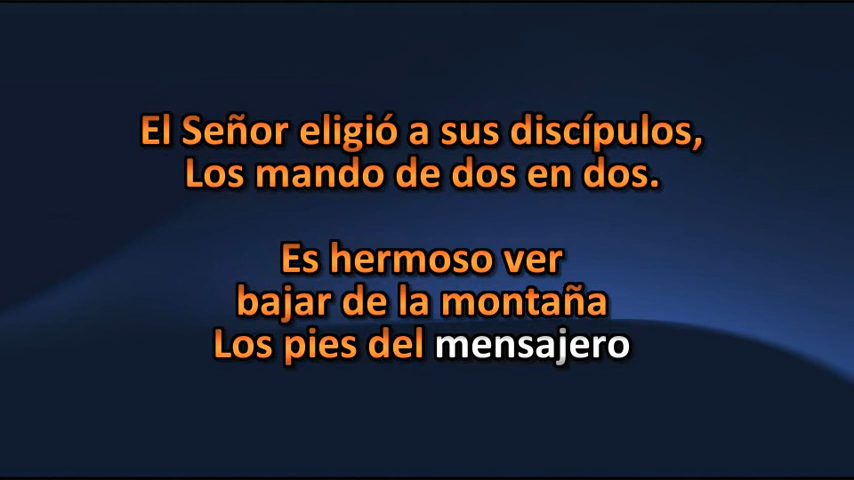 El Señor eligió a sus discípulos,
Los mando de dos en dos.
Es hermoso ver
bajar de la montaña
Los pies del mensajero